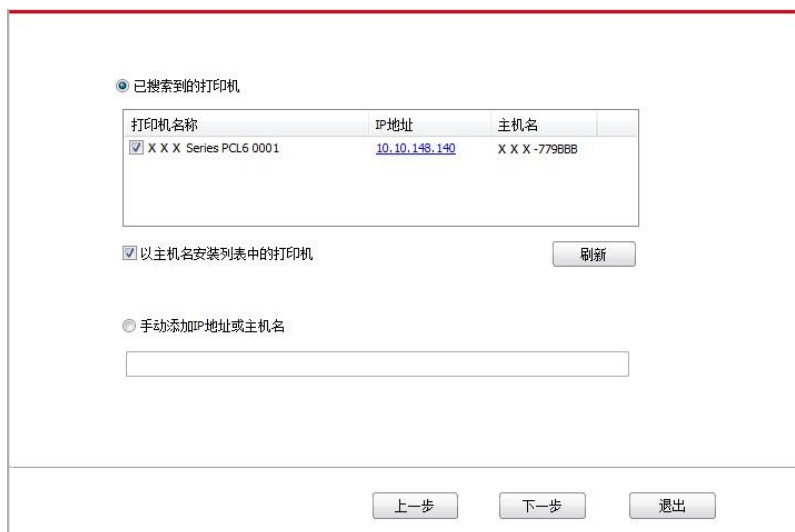 已搜索到的打印机
打印机名称 IP地址 主机名
X X X Series PCL6 0001 10.10.148.140 X X X -779BBB
以主机名安装列表中的打印机 刷新
手动添加IP地址或主机名
上一步 下一步 退出